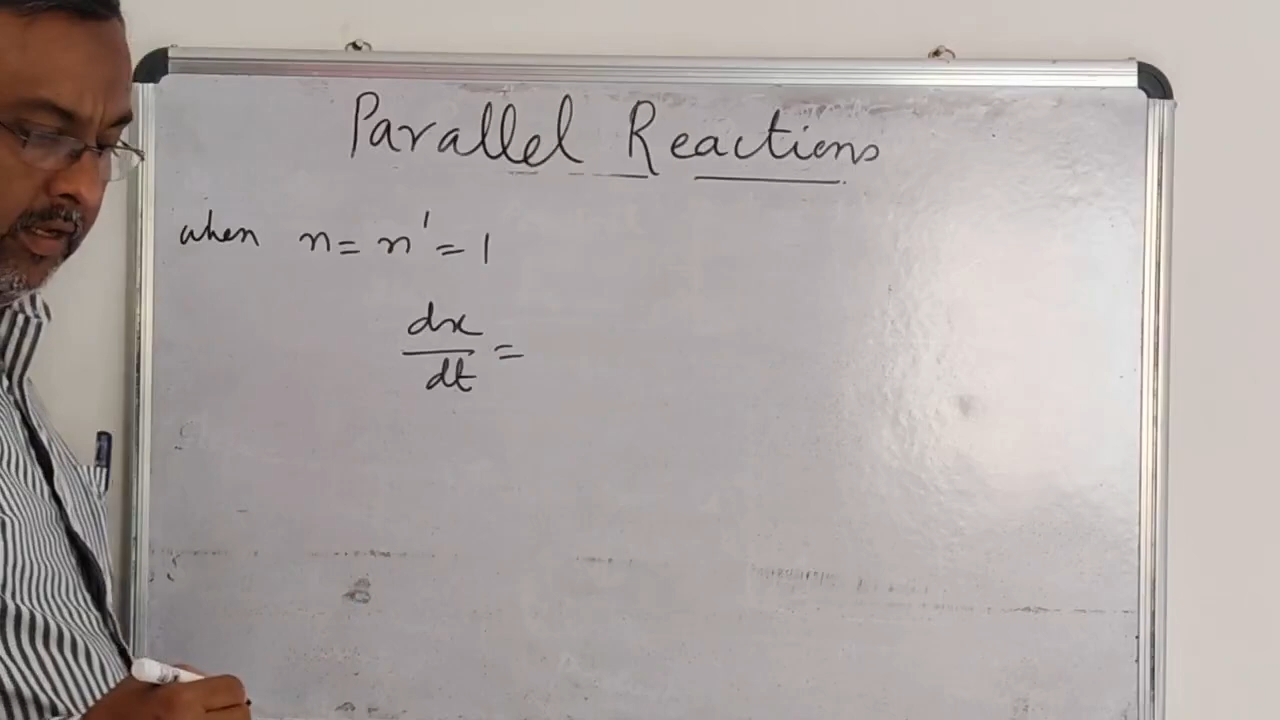 Parallel Reactions
when n = n' = 1
dx
dt =